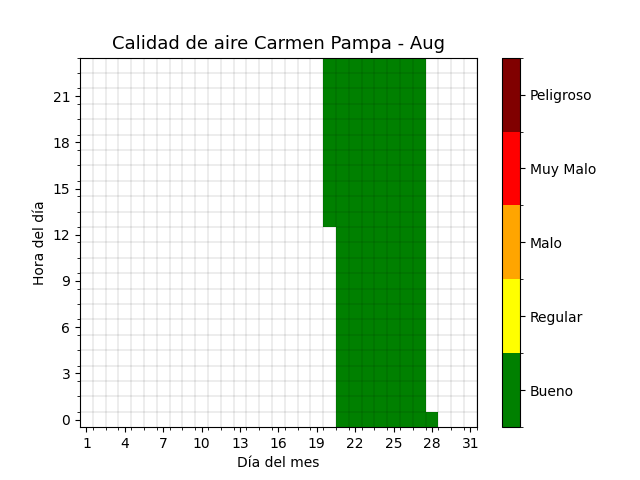 Calidad de aire Carmen Pampa - Aug
Hora del día
21
18
15
12
9
6
3
0
1 4 7 10 13 16 19 22 25 28 31
Día del mes
Peligroso
Muy Malo
Malo
Regular
Bueno